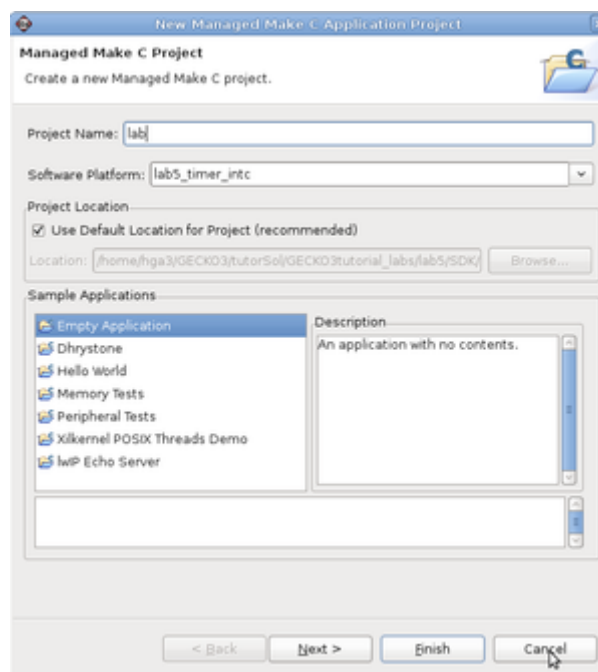 New Managed Make C Application Project
Managed Make C Project
Create a new Managed Make C project.
Project Name: lab
Software Platform: lab5_timer_intc
Project Location
Use Default Location for Project (recommended)
Location: /home/hga3/GECKO3/tutorSol/GECKO3tutorial_labs/lab5/SDK/ Browse...
Sample Applications
Empty Application
Dhrystone
Hello World
Memory Tests
Peripheral Tests
Xilkernel POSIX Threads Demo
lwIP Echo Server
Description
An application with no contents.
< Back Next > Finish Cancel